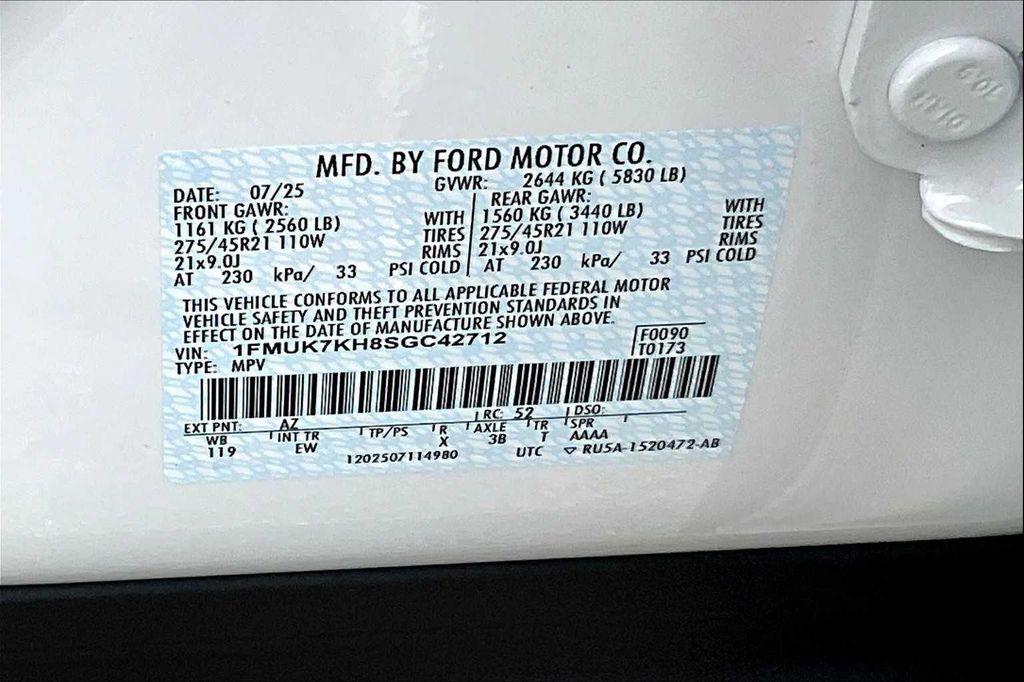 MFD. BY FORD MOTOR CO.
DATE: 07/25 GVWR: 2644 KG ( 5830 LB)
FRONT GAWR: REAR GAWR:
1161 KG ( 2560 LB) WITH 1560 KG ( 3440 LB) WITH
275/45R21 110W TIRES 275/45R21 110W TIRES
21x9.0J RIMS 21x9.0J RIMS
AT 230 kPa/ 33 PSI COLD AT 230 kPa/ 33 PSI COLD
THIS VEHICLE CONFORMS TO ALL APPLICABLE FEDERAL MOTOR
VEHICLE SAFETY AND THEFT PREVENTION STANDARDS IN
EFFECT ON THE DATE OF MANUFACTURE SHOWN ABOVE.
VIN: 1FMUK7KH8SGC42712 F0090
TYPE: MPV T0173
EXT PNT: AZ RC: 52 DSO:
WB INT TR TP/PS R AXLE TR SPR
119 EW X 3B T AAAA
1202507114980 UTC ▽ RU5A-1520472-AB
10.9